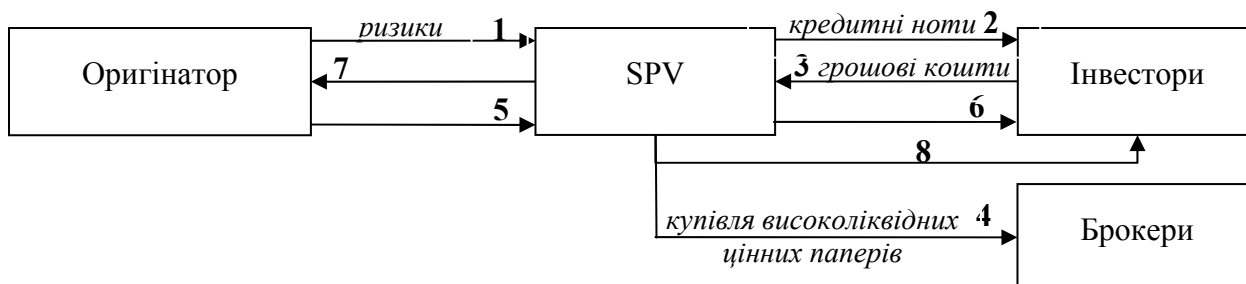 ризики 1
кредитні ноти 2
Оригінатор
7
SPV
3 грошові кошти
Інвестори
5
6
8
купівля високоліквідних 4
цінних паперів
Брокери